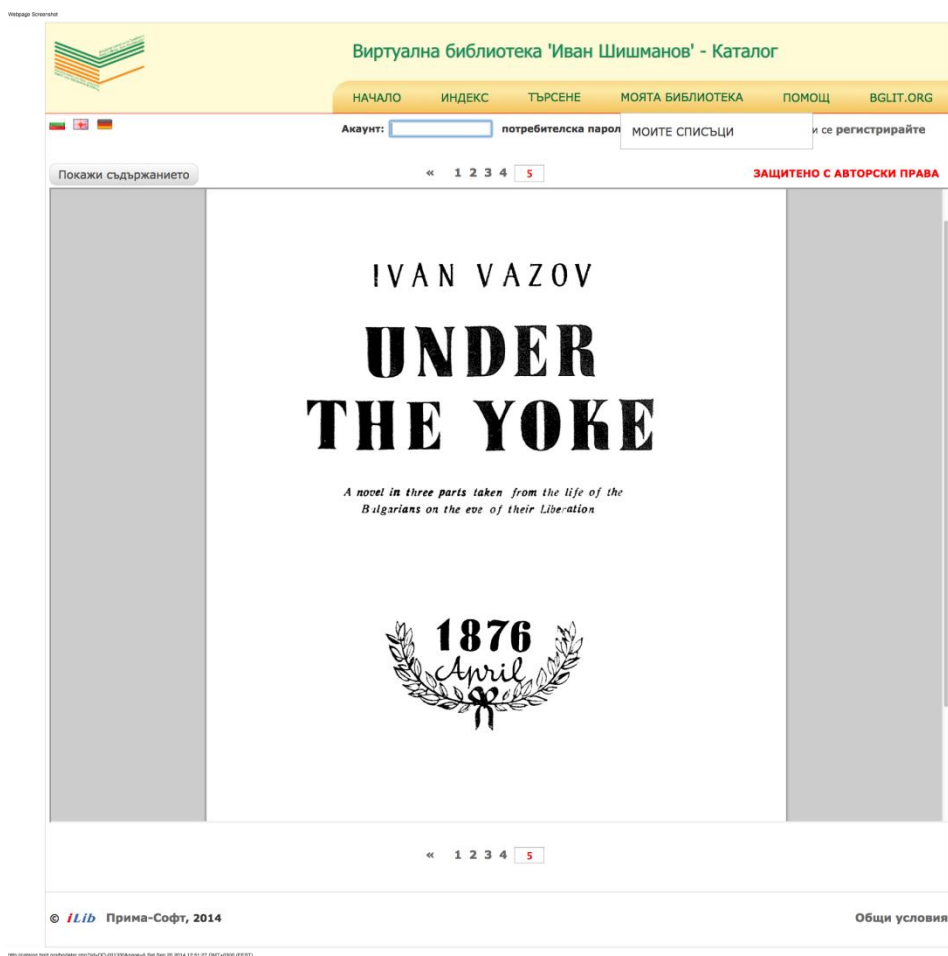 Webpage Screenshot
Виртуална библиотека 'Иван Шишманов' - Каталог
НАЧАЛО ИНДЕКС ТЪРСЕНЕ МОЯТА БИБЛИОТЕКА ПОМОЩ BGLIT.ORG
Акаунт: потребителска парол МОИТЕ СПИСЪЦИ и се регистрирайте
Покажи съдържанието « 1 2 3 4 5 ЗАЩИТЕНО С АВТОРСКИ ПРАВА
IVAN VAZOV
UNDER
THE YOKE
A novel in three parts taken from the life of the
Bulgarians on the eve of their Liberation
1876
April
« 1 2 3 4 5
© iLib Прима-Софт, 2014 Общи условия